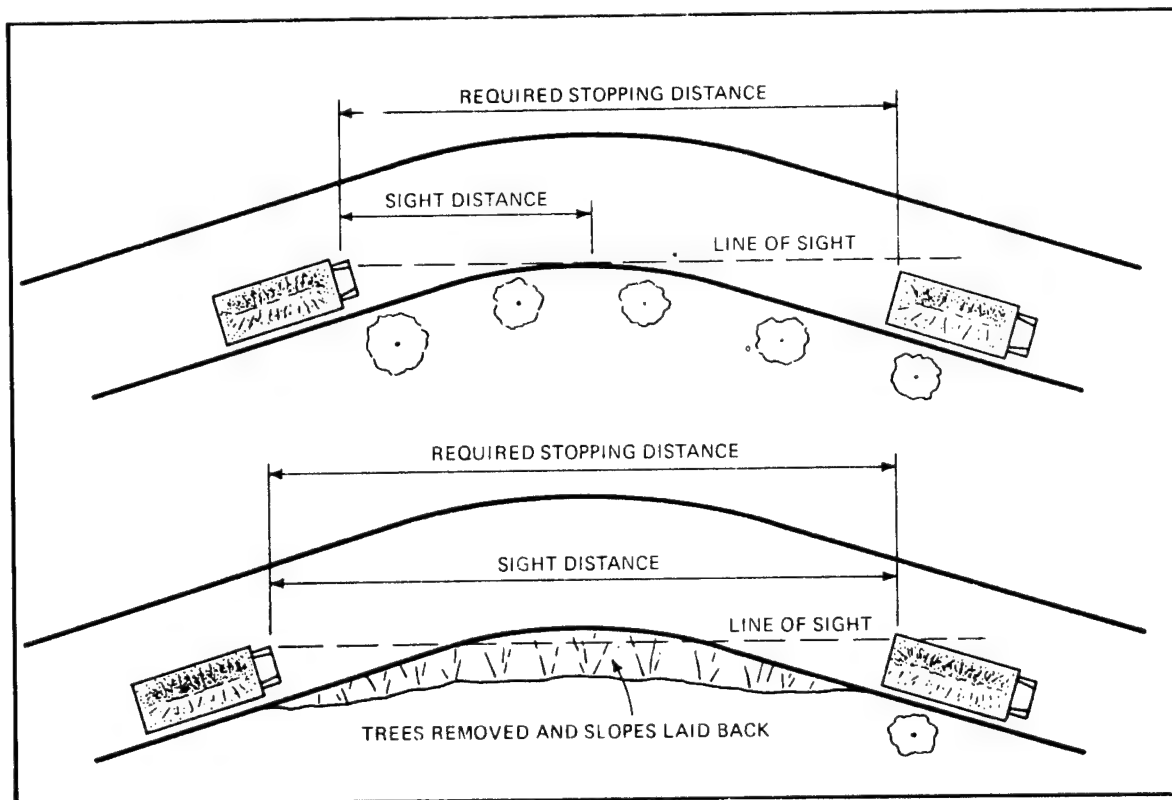 REQUIRED STOPPING DISTANCE
SIGHT DISTANCE
LINE OF SIGHT
REQUIRED STOPPING DISTANCE
SIGHT DISTANCE
LINE OF SIGHT
TREES REMOVED AND SLOPES LAID BACK